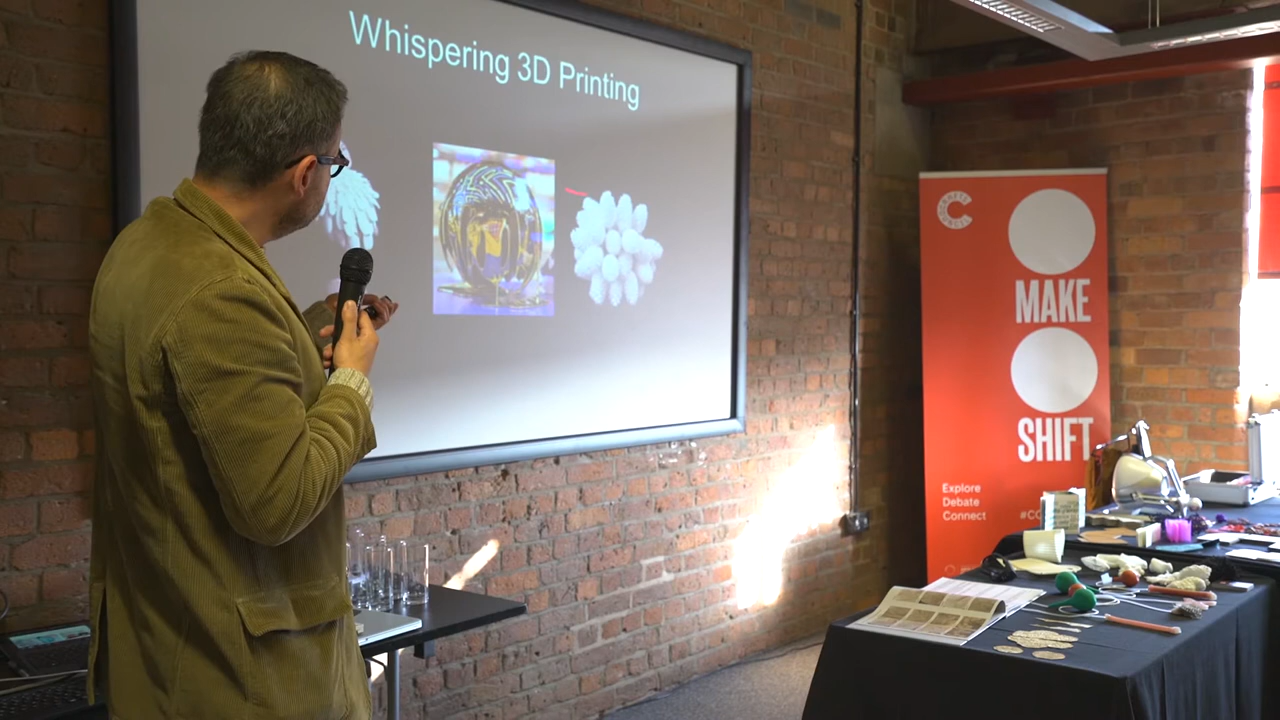 Whispering 3D Printing
MAKE
SHIFT
Explore
Debate
Connect